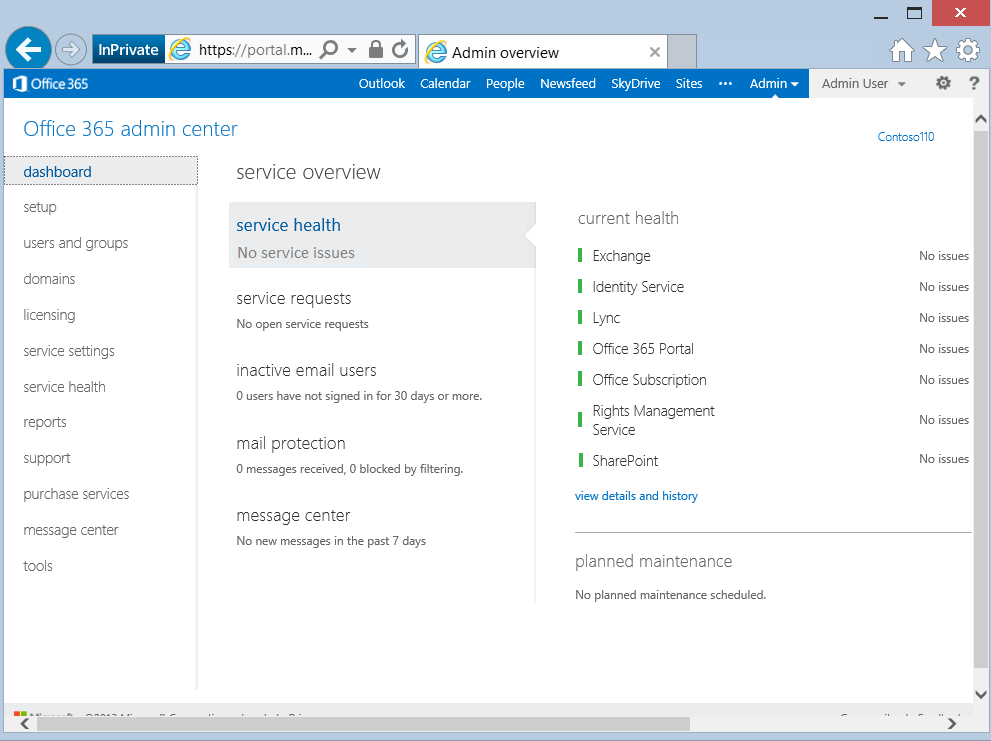 InPrivate https://portal.m... Admin overview
Office 365 Outlook Calendar People Newsfeed SkyDrive Sites ••• Admin Admin User ?
Office 365 admin center
Contoso110
dashboard
setup
users and groups
domains
licensing
service settings
service health
reports
support
purchase services
message center
tools
service overview
service health
No service issues
service requests
No open service requests
inactive email users
0 users have not signed in for 30 days or more.
mail protection
0 messages received, 0 blocked by filtering.
message center
No new messages in the past 7 days
current health
Exchange No issues
Identity Service No issues
Lync No issues
Office 365 Portal No issues
Office Subscription No issues
Rights Management
Service No issues
SharePoint No issues
view details and history
planned maintenance
No planned maintenance scheduled.